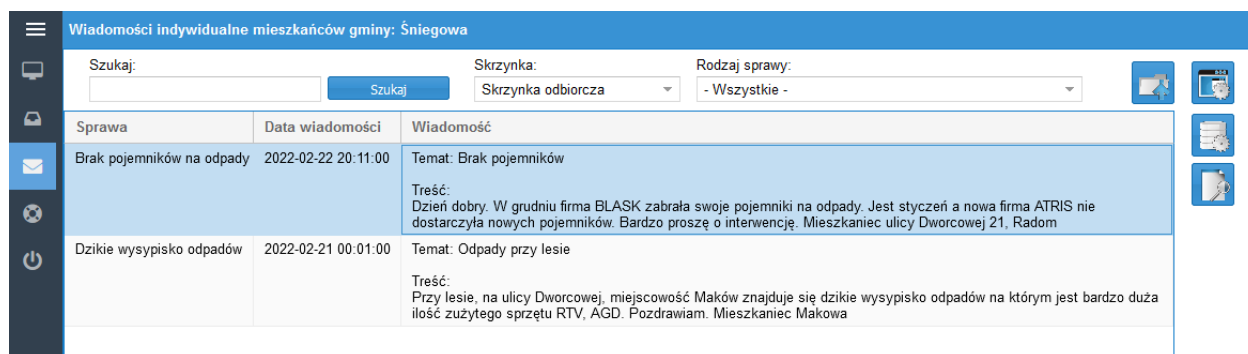 Wiadomości indywidualne mieszkańców gminy: Śniegowa
Szukaj:
Skrzynka:
Rodzaj sprawy:
Szukaj
Skrzynka odbiorcza
- Wszystkie -
Sprawa
Data wiadomości
Wiadomość
Brak pojemników na odpady
2022-02-22 20:11:00
Temat: Brak pojemników
Treść:
Dzień dobry. W grudniu firma BLASK zabrała swoje pojemniki na odpady. Jest styczeń a nowa firma ATRIS nie
dostarczyła nowych pojemników. Bardzo proszę o interwencję. Mieszkaniec ulicy Dworcowej 21, Radom
Dzikie wysypisko odpadów
2022-02-21 00:01:00
Temat: Odpady przy lesie
Treść:
Przy lesie, na ulicy Dworcowej, miejscowość Maków znajduje się dzikie wysypisko odpadów na którym jest bardzo duża
ilość zużytego sprzętu RTV, AGD. Pozdrawiam. Mieszkaniec Makowa